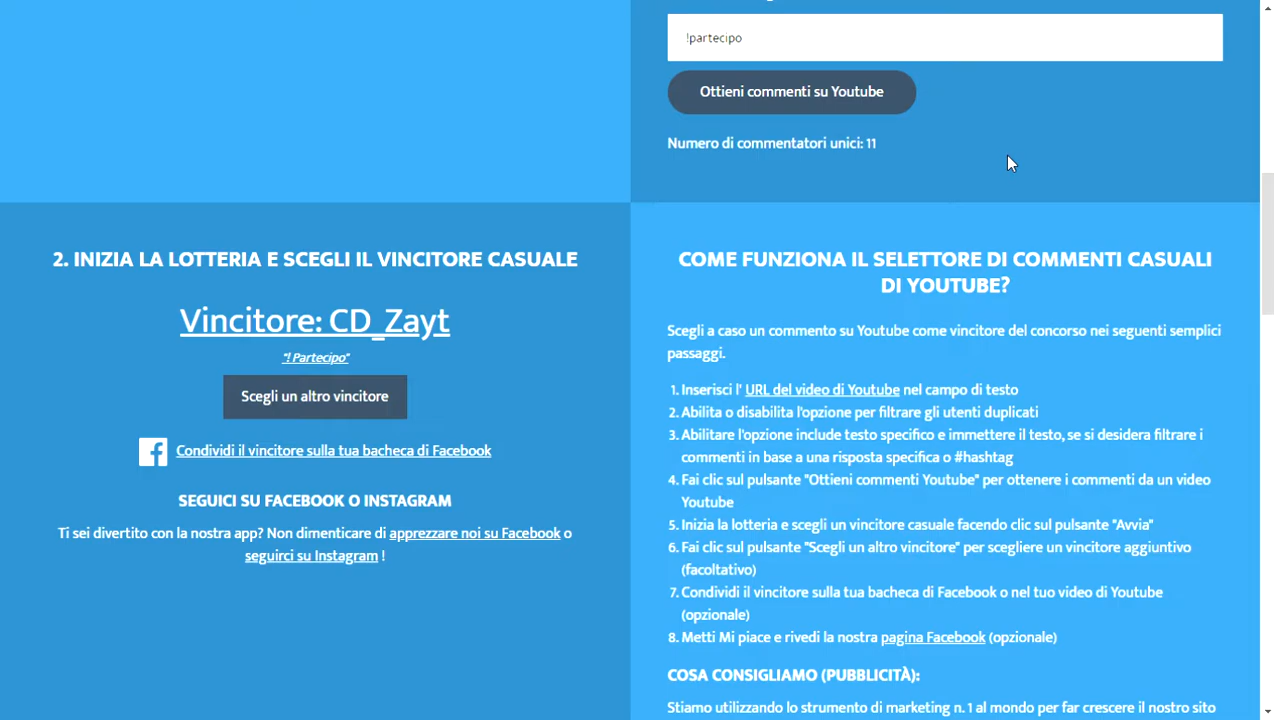 !partecipo
Ottieni commenti su Youtube
Numero di commentatori unici: 11
2. INIZIA LA LOTTERIA E SCEGLI IL VINCITORE CASUALE
Vincitore: CD_Zayt
"! Partecipo"
Scegli un altro vincitore
Condividi il vincitore sulla tua bacheca di Facebook
SEGUICI SU FACEBOOK O INSTAGRAM
Ti sei divertito con la nostra app? Non dimenticare di apprezzare noi su Facebook o
seguirci su Instagram !
COME FUNZIONA IL SELETTORE DI COMMENTI CASUALI
DI YOUTUBE?
Scegli a caso un commento su Youtube come vincitore del concorso nei seguenti semplici
passaggi.
1. Inserisci l' URL del video di Youtube nel campo di testo
2. Abilita o disabilita l'opzione per filtrare gli utenti duplicati
3. Abilitare l'opzione include testo specifico e immettere il testo, se si desidera filtrare i
commenti in base a una risposta specifica o #hashtag
4. Fai clic sul pulsante "Ottieni commenti Youtube" per ottenere i commenti da un video
Youtube
5. Inizia la lotteria e scegli un vincitore casuale facendo clic sul pulsante "Avvia"
6. Fai clic sul pulsante "Scegli un altro vincitore" per scegliere un vincitore aggiuntivo
(facoltativo)
7. Condividi il vincitore sulla tua bacheca di Facebook o nel tuo video di Youtube
(opzionale)
8. Metti Mi piace e rivedi la nostra pagina Facebook (opzionale)
COSA CONSIGLIAMO (PUBBLICITÀ):
Stiamo utilizzando lo strumento di marketing n. 1 al mondo per far crescere il nostro sito